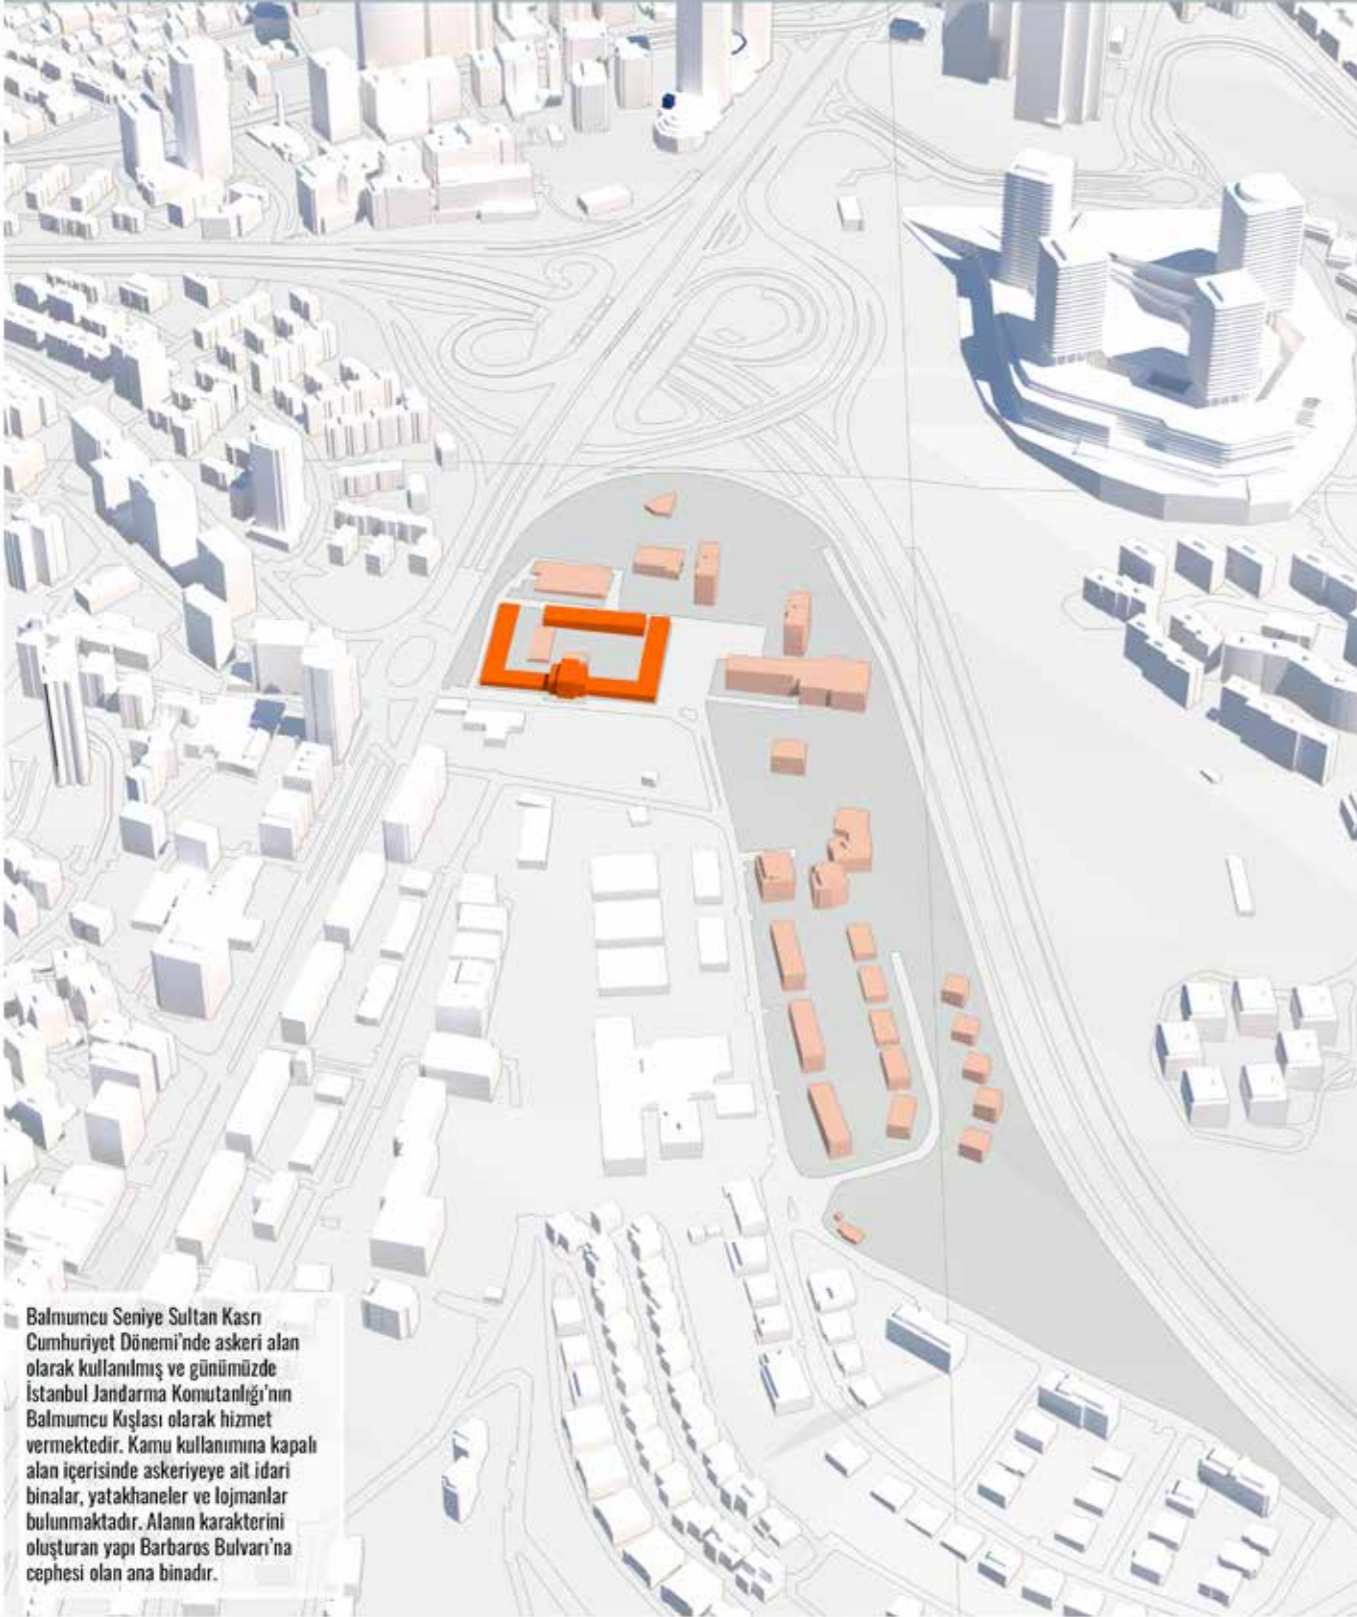 Balmumcu Seniye Sultan Kasrı
Cumhuriyet Dönemi'nde askeri alan
olarak kullanılmış ve günümüzde
İstanbul Jandarma Komutanlığı'nın
Balmumcu Kışlası olarak hizmet
vermektedir. Kamu kullanımına kapalı
alan içerisinde askeriyeye ait idari
binalar, yatakhaneler ve lojmanlar
bulunmaktadır. Alanın karakterini
oluşturan yapı Barbaros Bulvarı'na
cephesi olan ana binadır.